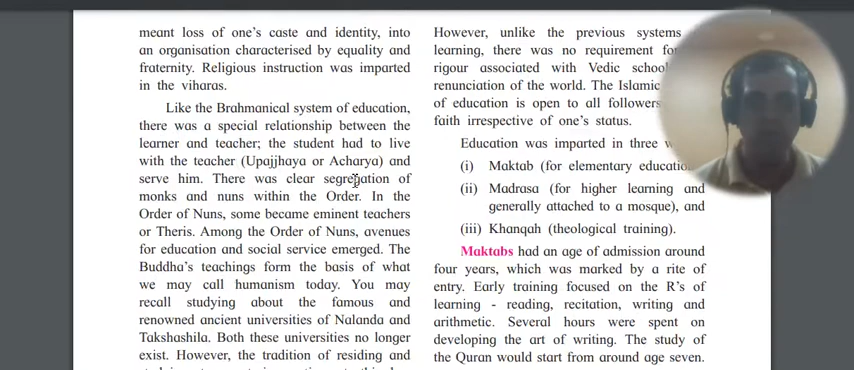 meant loss of one's caste and identity, into
an organisation characterised by equality and
fraternity. Religious instruction was imparted
in the viharas.
Like the Brahmanical system of education,
there was a special relationship between the
learner and teacher; the student had to live
with the teacher (Upajjhaya or Acharya) and
serve him. There was clear segregation of
monks and nuns within the Order. In the
Order of Nuns, some became eminent teachers
or Theris. Among the Order of Nuns, avenues
for education and social service emerged. The
Buddha's teachings form the basis of what
we may call humanism today. You may
recall studying about the famous and
renowned ancient universities of Nalanda and
Takshashila. Both these universities no longer
exist. However, the tradition of residing and
However, unlike the previous systems
learning, there was no requirement
rigour associated with Vedic
renunciation of the world. The Islamic
of education is open to all followers
faith irrespective of one's status.
Education was imparted in three
(i) Maktab (for elementary
(ii) Madrasa (for higher learning and
generally attached to a mosque), and
(iii) Khanqah (theological training).
Maktabs had an age of admission around
four years, which was marked by a rite of
entry. Early training focused on the R's of
learning - reading, recitation, writing and
arithmetic. Several hours were spent on
developing the art of writing. The study of
the Quran would start from around age seven.